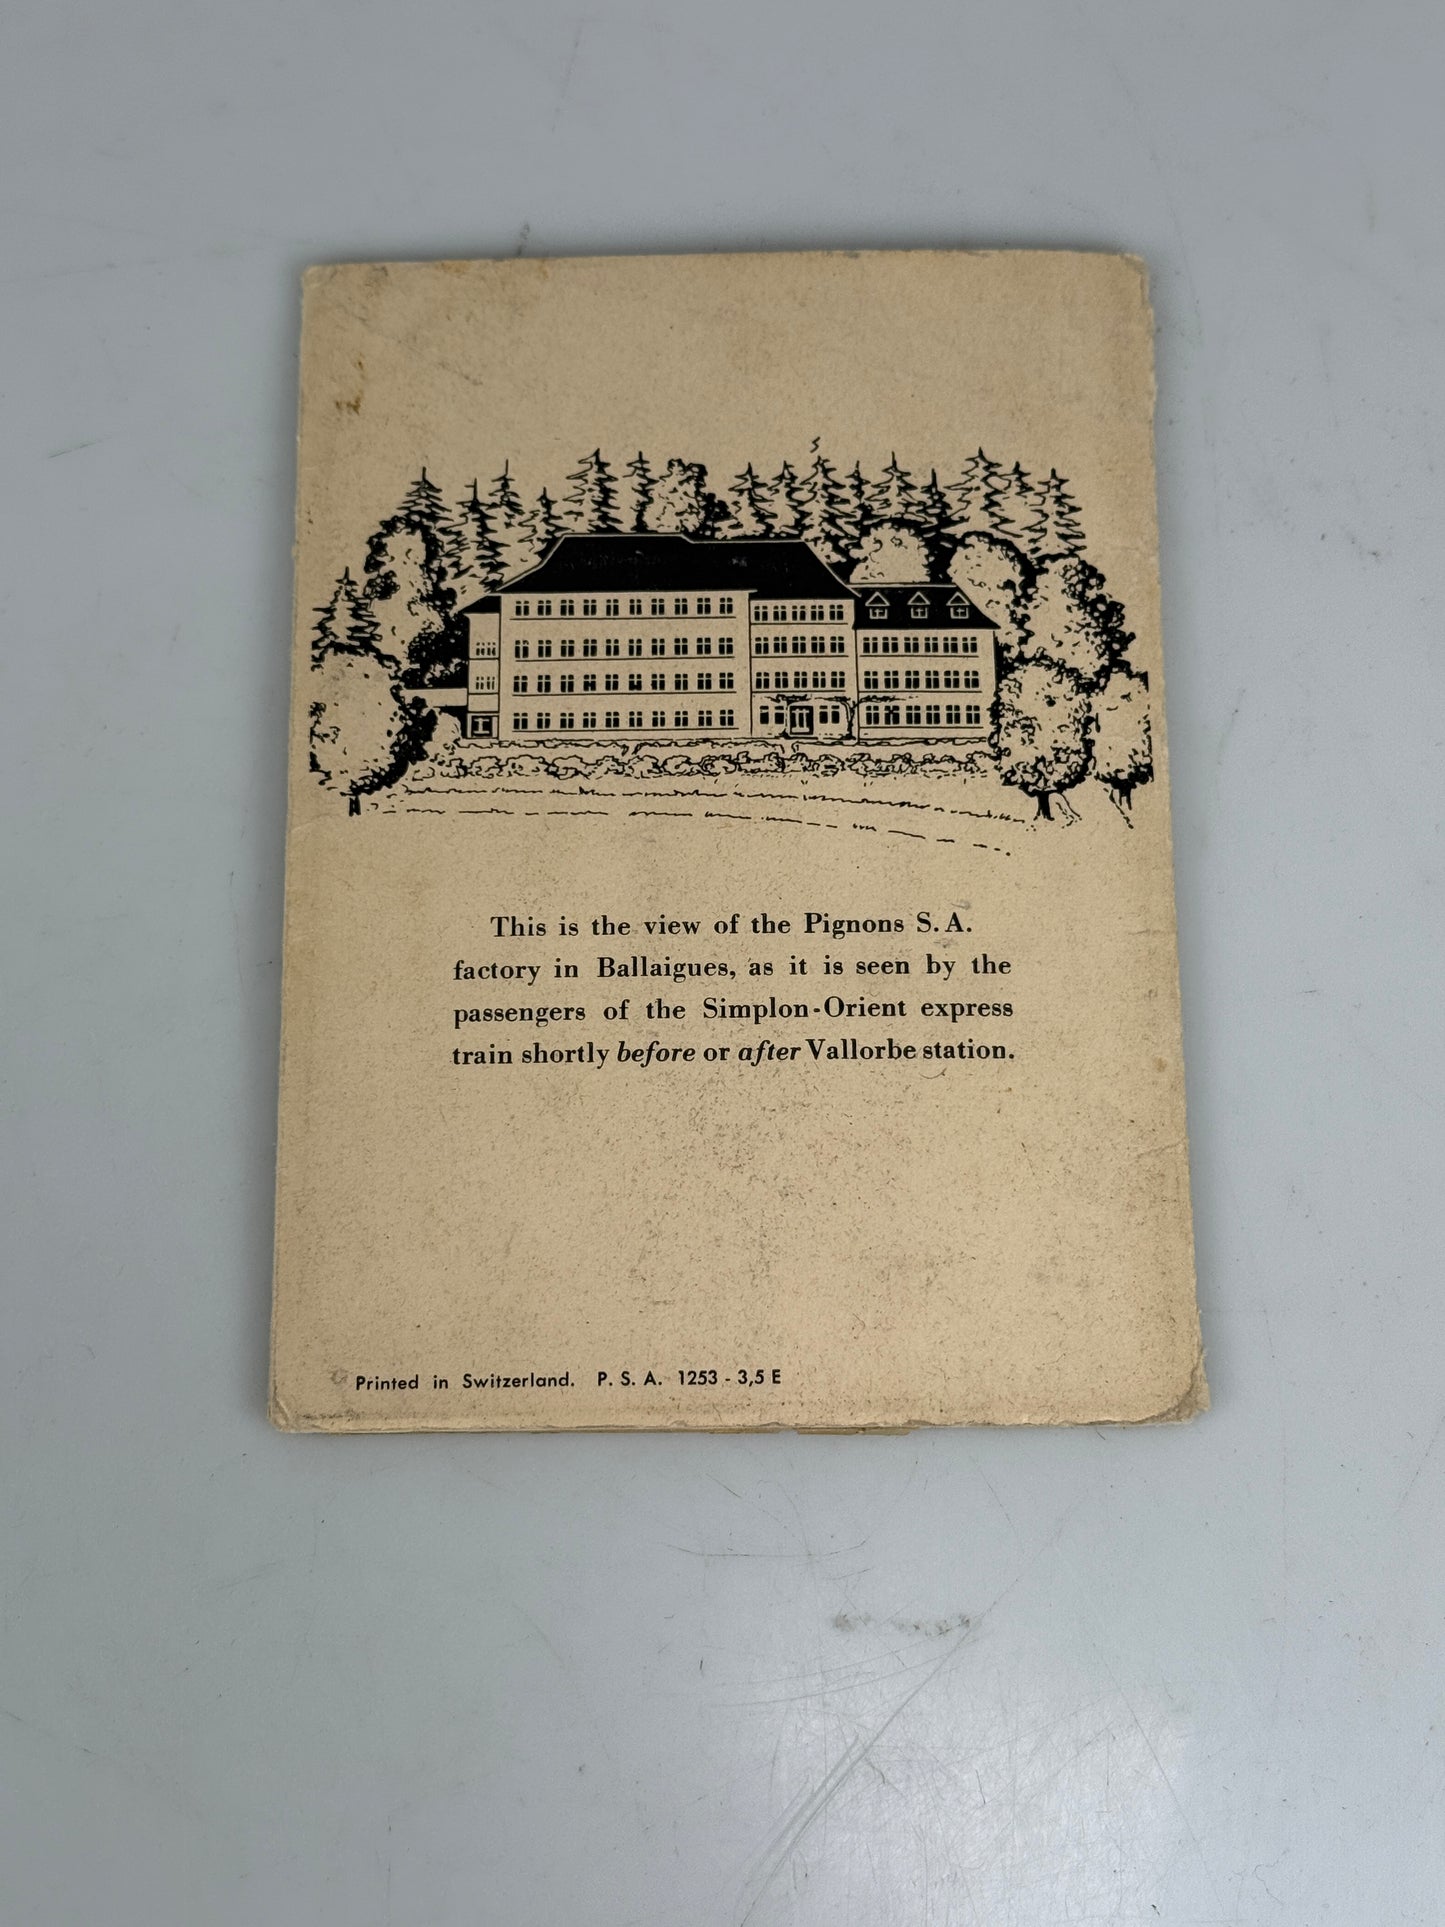 This is the view of the Pignons S. A.
factory in Ballaigues, as it is seen by the
passengers of the Simplon-Orient express
train shortly before or after Vallorbe station.
Printed in Switzerland. P. S. A. 1253 - 3,5 E